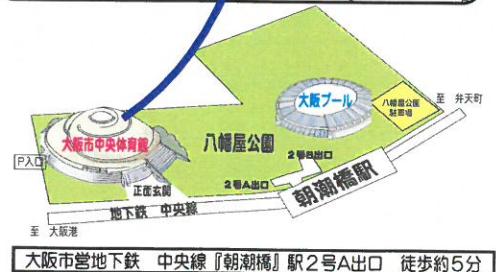 大阪プール
至 弁天町
八幡屋公園
駐車場
大阪市中央体育館
八幡屋公園
2号B出口
P入口
2号A出口
朝潮橋駅
正面玄関
地下鉄 中央線
至 大阪港
大阪市営地下鉄 中央線『朝潮橋』駅2号A出口 徒歩約5分